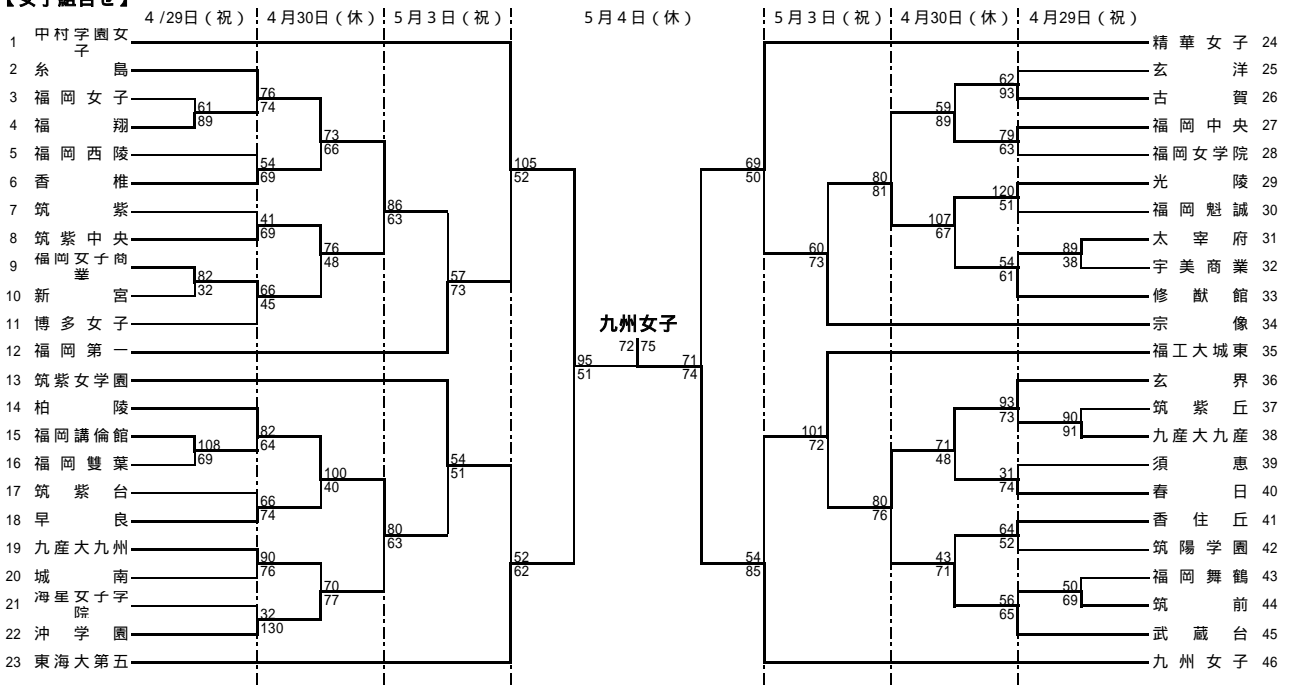 【女子組合せ】
4/29日(祝) 4月30日(休) 5月3日(祝) 5月4日(休) 5月3日(祝) 4月30日(休) 4月29日(祝)
1 中村学園女子
2 糸島
3 福岡女子
4 福翔
5 福岡西陵
6 香椎
7 筑紫
8 筑紫中央
9 福岡女子商業
10 新宮
11 博多女子
12 福岡第一
13 筑紫女学園
14 柏陵
15 福岡講倫館
16 福岡雙葉
17 筑紫台
18 早良
19 九産大九州
20 城南
21 海星女子学院
22 沖学園
23 東海大第五
61
89
82
32
108
69
76
74
54
69
41
69
66
45
82
64
66
74
90
76
32
130
73
66
76
48
100
40
70
77
86
63
80
63
57
73
54
51
105
52
52
62
95
51
九州女子
72 75
71
74
69
50
54
85
60
73
101
72
80
81
80
76
59
89
107
67
71
48
43
71
62
93
79
63
120
51
54
61
93
73
31
74
64
52
56
65
89
38
90
91
50
69
精華女子 24
玄洋 25
古賀 26
福岡中央 27
福岡女学院 28
光陵 29
福岡魁誠 30
太宰府 31
宇美商業 32
修猷館 33
宗像 34
福工大城東 35
玄界 36
筑紫丘 37
九産大九産 38
須恵 39
春日 40
香住丘 41
筑陽学園 42
福岡舞鶴 43
筑前 44
武蔵台 45
九州女子 46